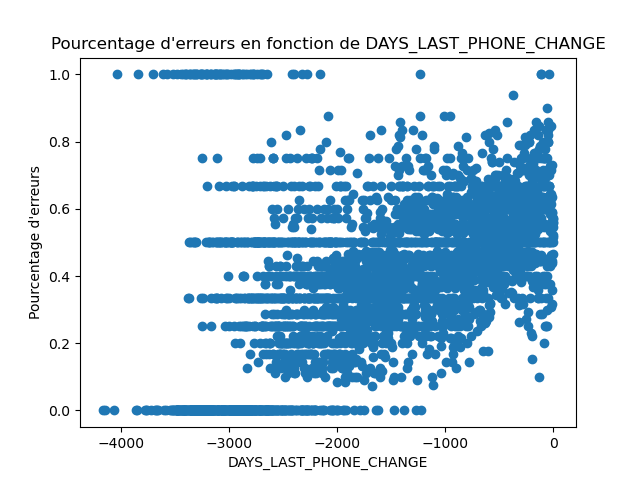 Pourcentage d'erreurs en fonction de DAYS_LAST_PHONE_CHANGE
1.0
0.8
0.6
0.4
0.2
0.0
Pourcentage d'erreurs
−4000 −3000 −2000 −1000 0
DAYS_LAST_PHONE_CHANGE